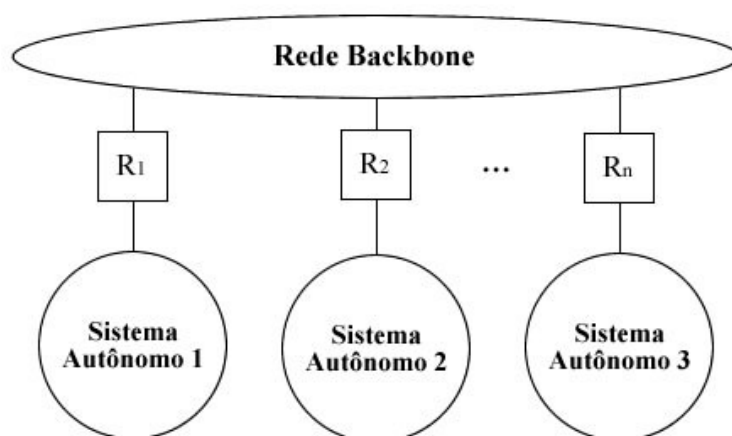 Rede Backbone
R1
R2
...
Rn
Sistema
Autônomo 1
Sistema
Autônomo 2
Sistema
Autônomo 3